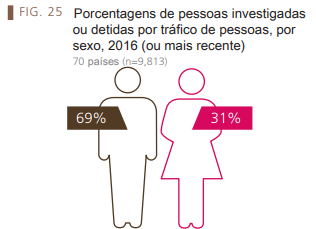 FIG. 25 Porcentagens de pessoas investigadas
ou detidas por tráfico de pessoas, por
sexo, 2016 (ou mais recente)
70 países (n=9,813)
69% 31%